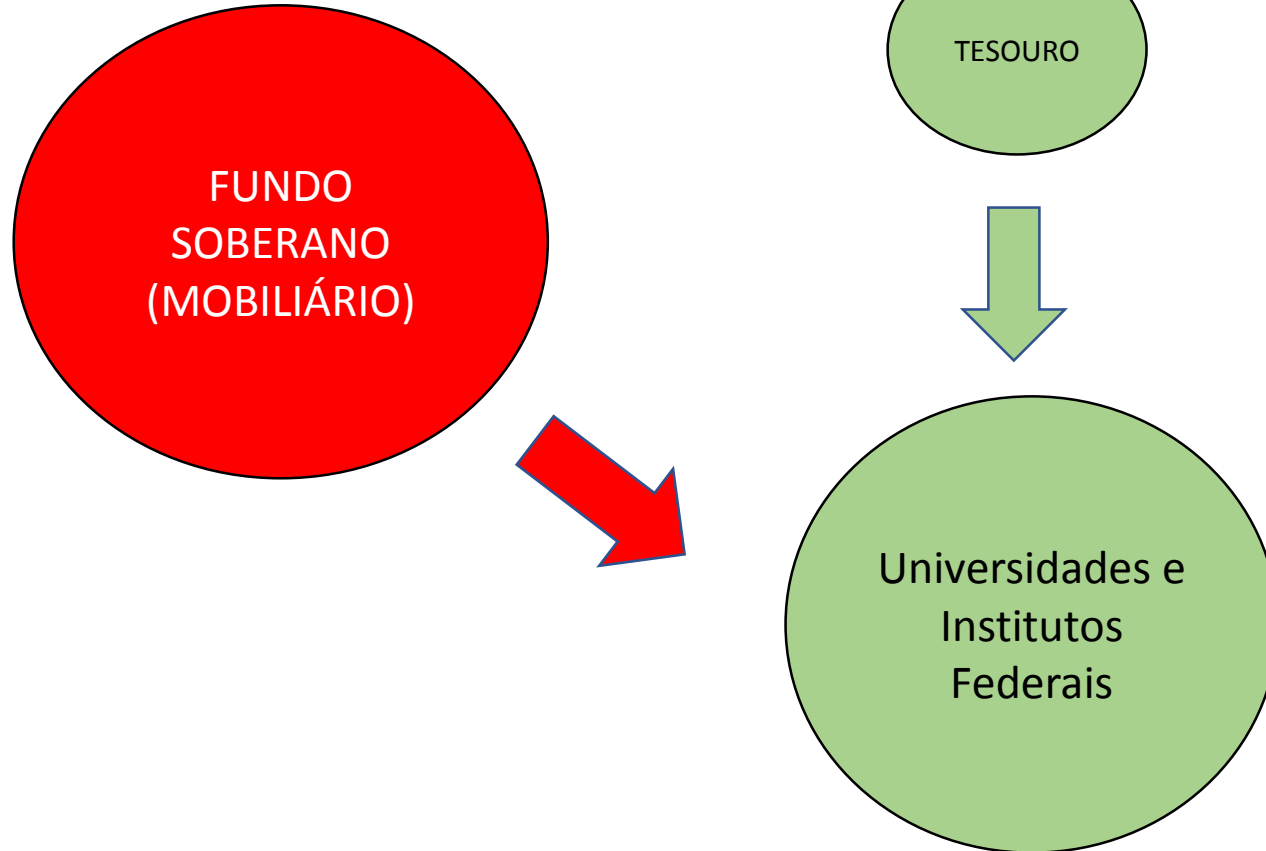 TESOURO
FUNDO
SOBERANO
(MOBILIÁRIO)
Universidades e
Institutos
Federais